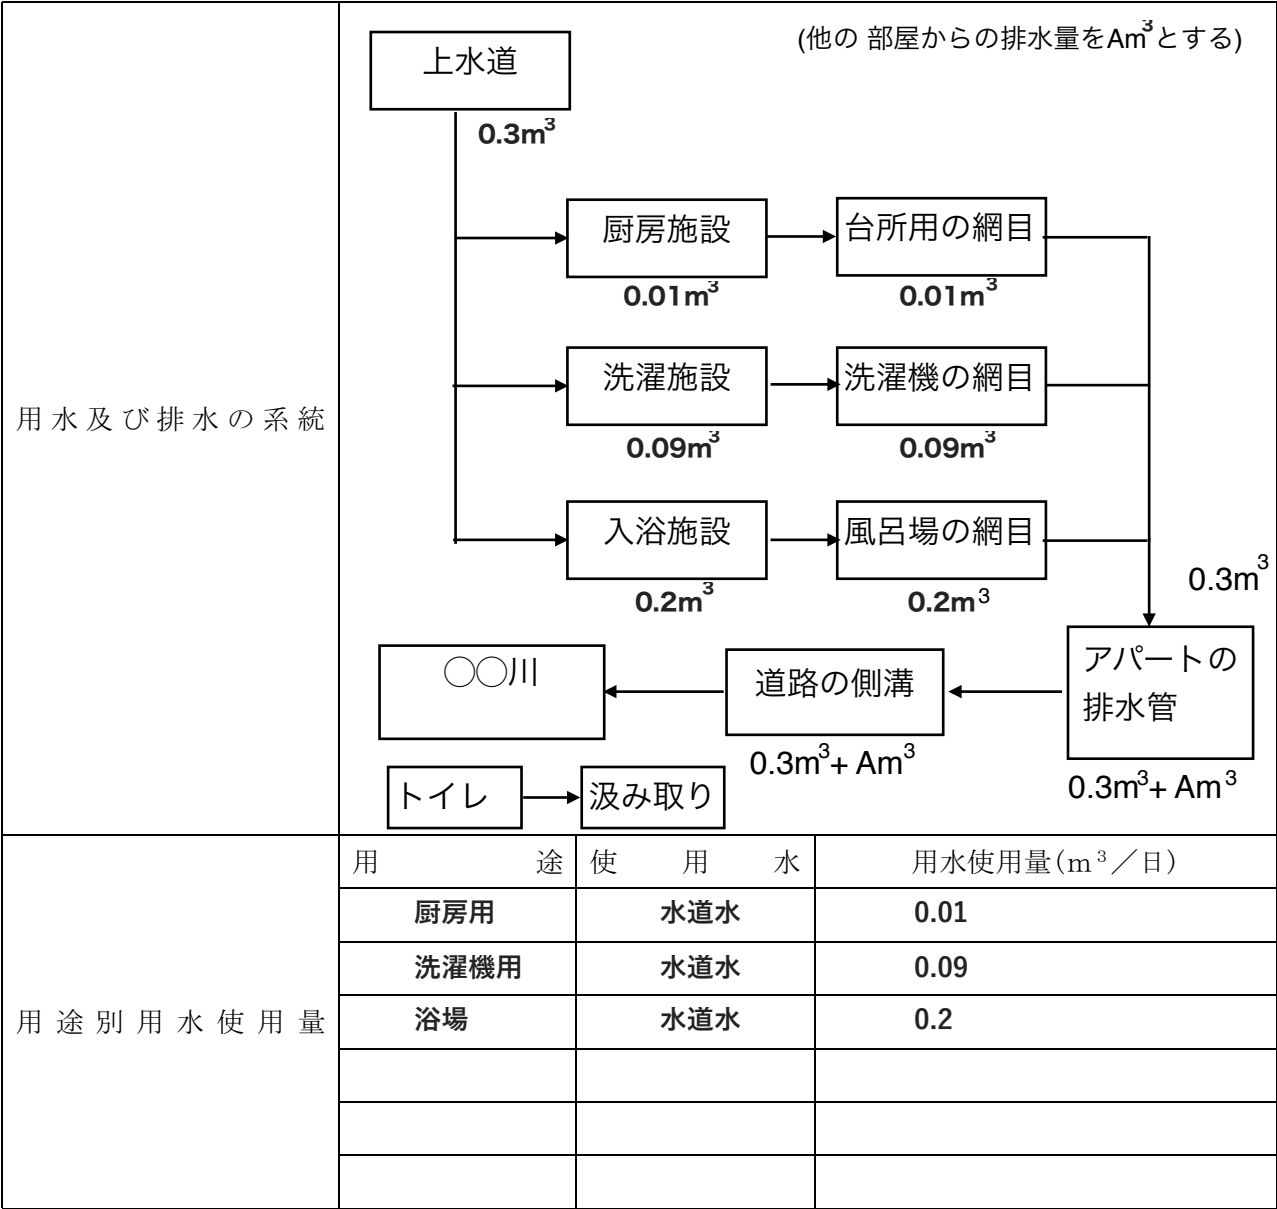 (他の 部屋からの排水量をAm³とする)
上水道
0.3m³
厨房施設
台所用の網目
0.01m³
0.01m³
洗濯施設
洗濯機の網目
用水及び排水の系統
0.09m³
0.09m³
入浴施設
風呂場の網目
0.3m³
0.2m³
0.2m³
○○川
道路の側溝
アパートの
排水管
0.3m³+ Am³
0.3m³+ Am³
トイレ
汲み取り
用途
使用水
用水使用量(m³/日)
厨房用
水道水
0.01
洗濯機用
水道水
0.09
用途別用水使用量
浴場
水道水
0.2